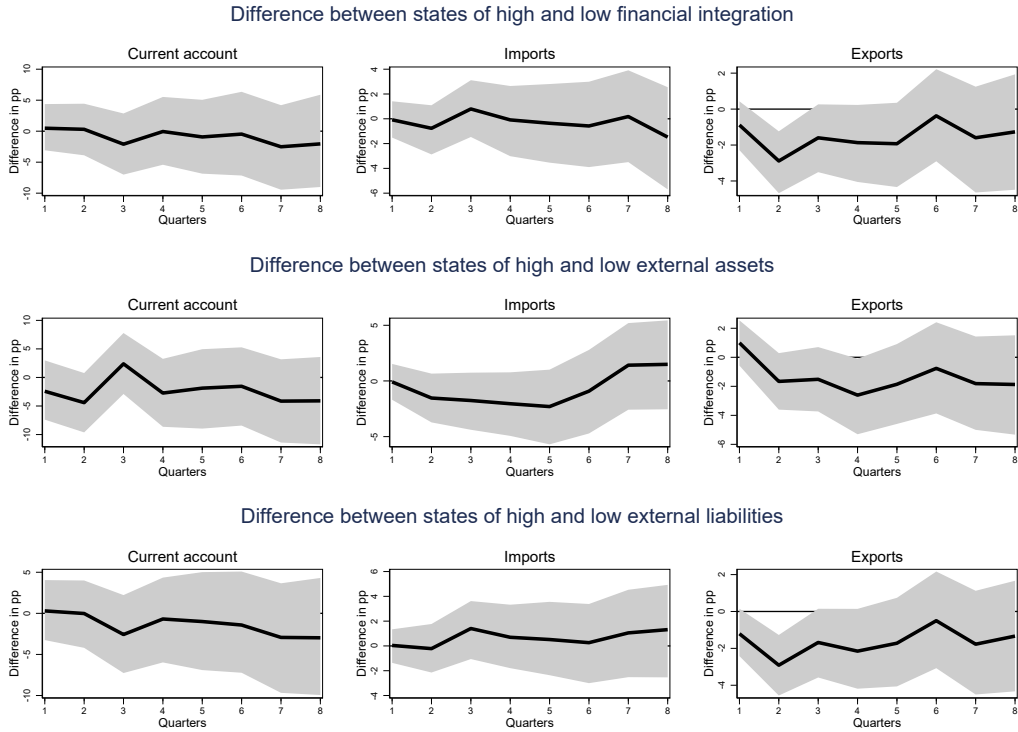 Difference between states of high and low financial integration
Current account
Imports
Exports
Difference in pp
-10 -5 0 5 10
1 2 3 4 5 6 7 8
Quarters
Difference in pp
-6 -4 -2 0 2 4
1 2 3 4 5 6 7 8
Quarters
Difference in pp
-4 -2 0 2
1 2 3 4 5 6 7 8
Quarters
Difference between states of high and low external assets
Current account
Imports
Exports
Difference in pp
-10 -5 0 5 10
1 2 3 4 5 6 7 8
Quarters
Difference in pp
-5 0 5
1 2 3 4 5 6 7 8
Quarters
Difference in pp
-6 -4 -2 0 2
1 2 3 4 5 6 7 8
Quarters
Difference between states of high and low external liabilities
Current account
Imports
Exports
Difference in pp
-10 -5 0 5
1 2 3 4 5 6 7 8
Quarters
Difference in pp
-4 -2 0 2 4 6
1 2 3 4 5 6 7 8
Quarters
Difference in pp
-4 -2 0 2
1 2 3 4 5 6 7 8
Quarters